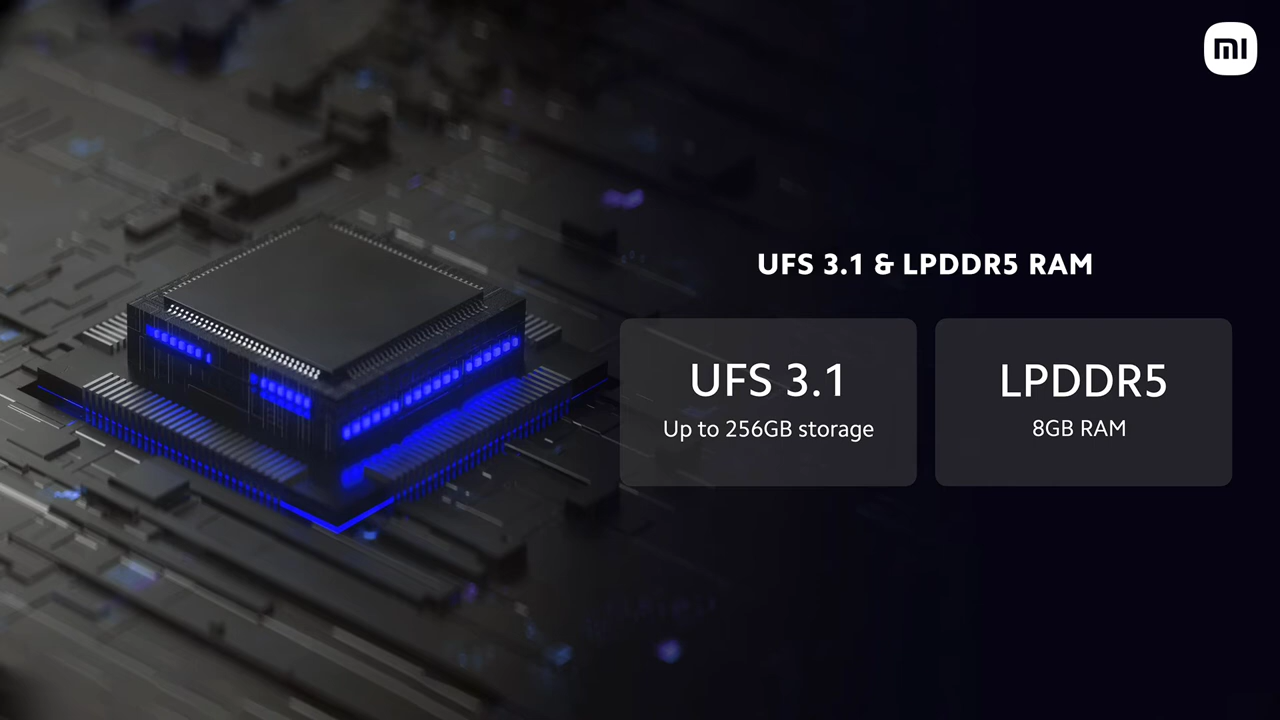 mi
UFS 3.1 & LPDDR5 RAM
UFS 3.1
Up to 256GB storage
LPDDR5
8GB RAM